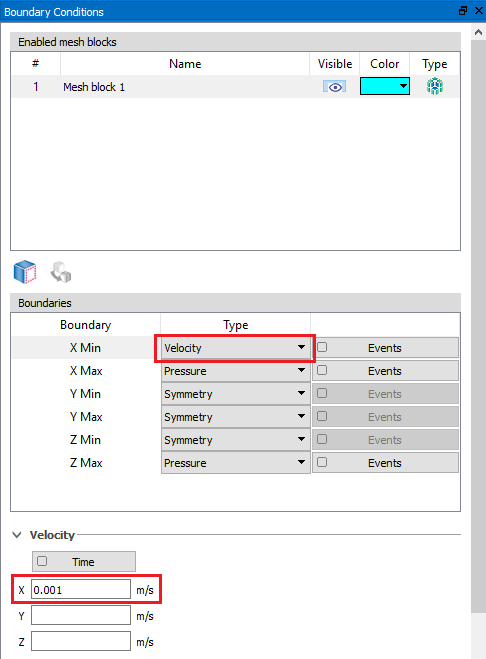 Boundary Conditions
Enabled mesh blocks
# Name Visible Color Type
1 Mesh block 1
Boundaries
Boundary Type
X Min Velocity Events
X Max Pressure Events
Y Min Symmetry Events
Y Max Symmetry Events
Z Min Symmetry Events
Z Max Pressure Events
Velocity
Time
X 0.001 m/s
Y m/s
Z m/s